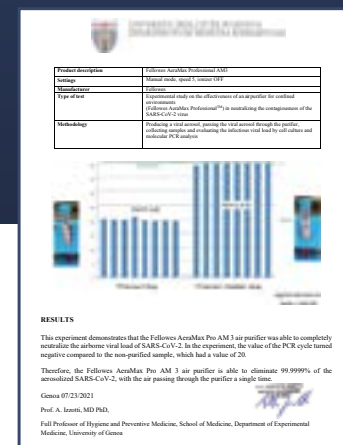 Product description Fellowes AeraMax Professional AM3
Settings Manual mode, speed 5, ionizer OFF
Manufacturer Fellowes
Type of test Experimental study on the effectiveness of an air purifier for confined
environments
(Fellowes AeraMax Professional™) in neutralizing the contagiousness of the
SARS-CoV-2 virus
Methodology Producing a viral aerosol, passing the viral aerosol through the purifier,
collecting samples and evaluating the infectious viral load by cell culture and
molecular PCR analysis
RESULTS
This experiment demonstrates that the Fellowes AeraMax Pro AM 3 air purifier was able to completely
neutralize the airborne viral load of SARS-CoV-2. In the experiment, the value of the PCR cycle turned
negative compared to the non-purified sample, which had a value of 20.
Therefore, the Fellowes AeraMax Pro AM 3 air purifier is able to eliminate 99.9999% of the
aerosolized SARS-CoV-2, with the air passing through the purifier a single time.
Genoa 07/23/2021
Prof. A. Izzotti, MD PhD,
Full Professor of Hygiene and Preventive Medicine, School of Medicine, Department of Experimental
Medicine, University of Genoa